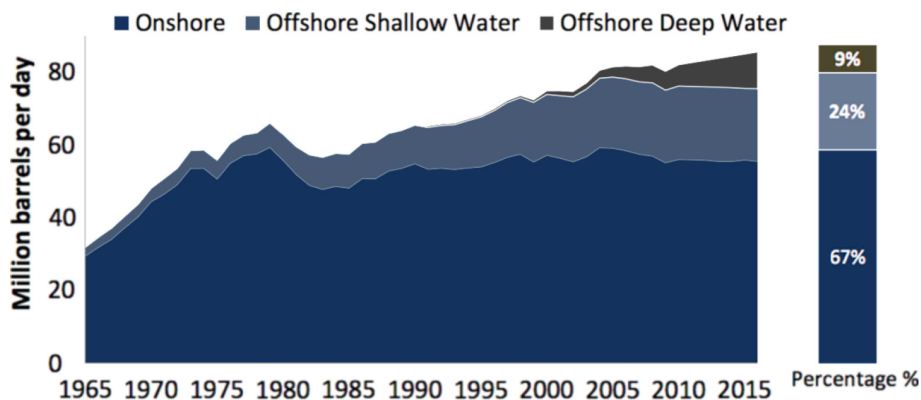 Onshore Offshore Shallow Water Offshore Deep Water
Million barrels per day
80
60
40
20
0
1965 1970 1975 1980 1985 1990 1995 2000 2005 2010 2015
9%
24%
67%
Percentage %